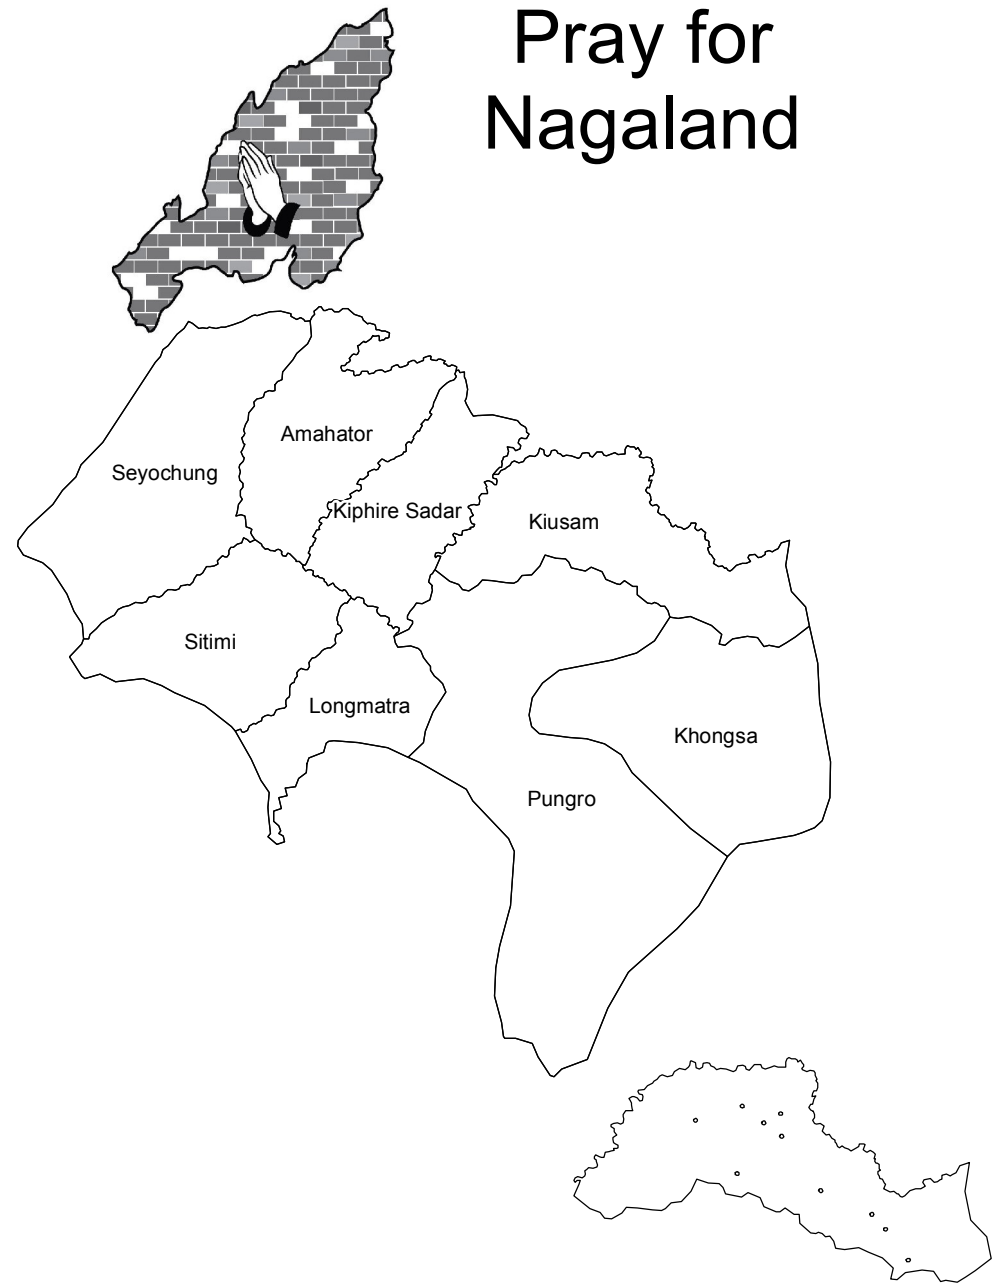 Pray for
Nagaland
Amahator
Seyochung
Kiphire Sadar
Kiusam
Sitimi
Longmatra
Khongsa
Pungro